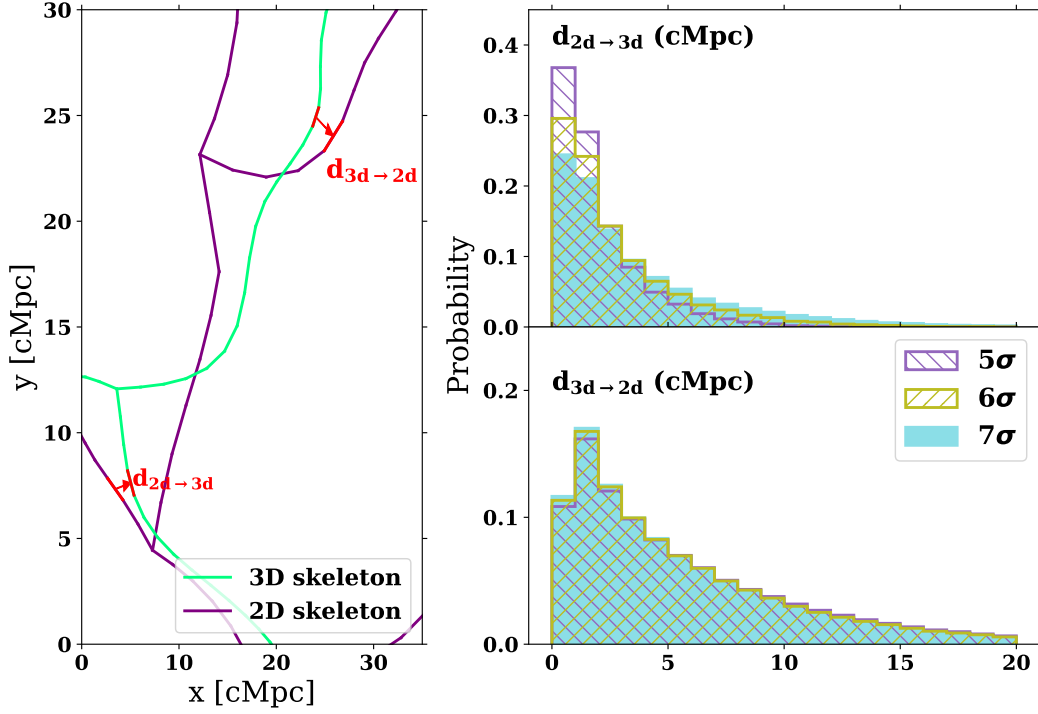 30
25
20
15
10
5
0
y [cMpc]
0 10 20 30
x [cMpc]
d3d→2d
d2d→3d
3D skeleton
2D skeleton
Probability
d2d→3d (cMpc)
0.4
0.3
0.2
0.1
0.0
d3d→2d (cMpc)
0.2
0.1
0.0
5σ
6σ
7σ
0 5 10 15 20